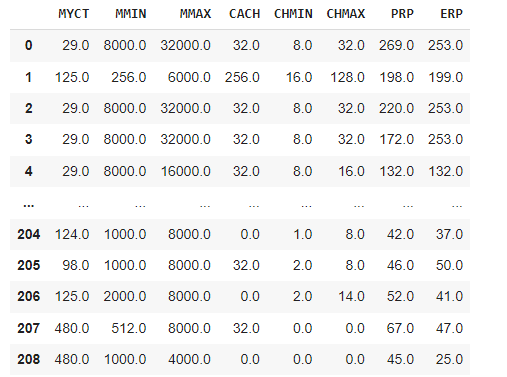 MYCT MMIN MMAX CACH CHMIN CHMAX PRP ERP
0 29.0 8000.0 32000.0 32.0 8.0 32.0 269.0 253.0
1 125.0 256.0 6000.0 256.0 16.0 128.0 198.0 199.0
2 29.0 8000.0 32000.0 32.0 8.0 32.0 220.0 253.0
3 29.0 8000.0 32000.0 32.0 8.0 32.0 172.0 253.0
4 29.0 8000.0 16000.0 32.0 8.0 16.0 132.0 132.0
... ... ... ... ... ... ... ... ...
204 124.0 1000.0 8000.0 0.0 1.0 8.0 42.0 37.0
205 98.0 1000.0 8000.0 32.0 2.0 8.0 46.0 50.0
206 125.0 2000.0 8000.0 0.0 2.0 14.0 52.0 41.0
207 480.0 512.0 8000.0 32.0 0.0 0.0 67.0 47.0
208 480.0 1000.0 4000.0 0.0 0.0 0.0 45.0 25.0